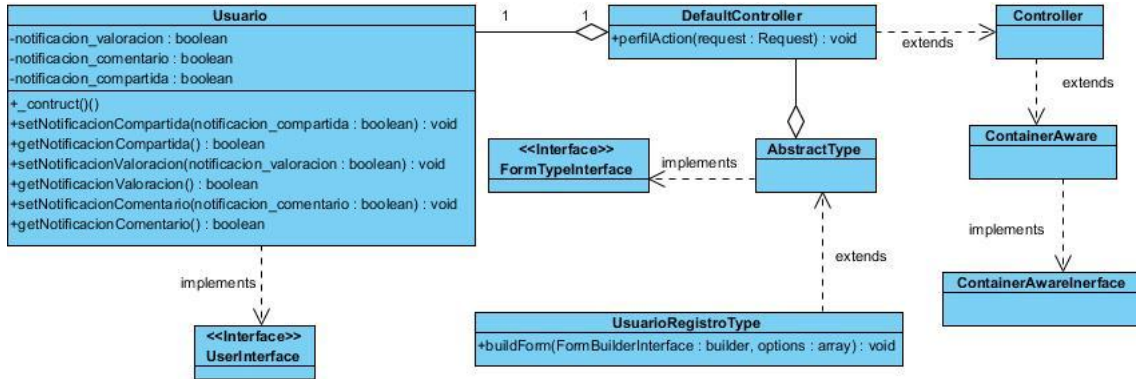 Usuario
-notificacion_valoracion : boolean
-notificacion_comentario : boolean
-notificacion_compartida : boolean
+_contruct()()
+setNotificacionCompartida(notificacion_compartida : boolean) : void
+getNotificacionCompartida() : boolean
+setNotificacionValoracion(notificacion_valoracion : boolean) : void
+getNotificacionValoracion() : boolean
+setNotificacionComentario(notificacion_comentario : boolean) : void
+getNotificacionComentario() : boolean
1
1
DefaultController
+perfilAction(request : Request) : void
extends
Controller
extends
ContainerAware
implements
ContainerAwareInerface
<<Interface>>
FormTypeInterface
implements
AbstractType
extends
UsuarioRegistroType
+buildForm(FormBuilderInterface : builder, options : array) : void
implements
<<Interface>>
UserInterface